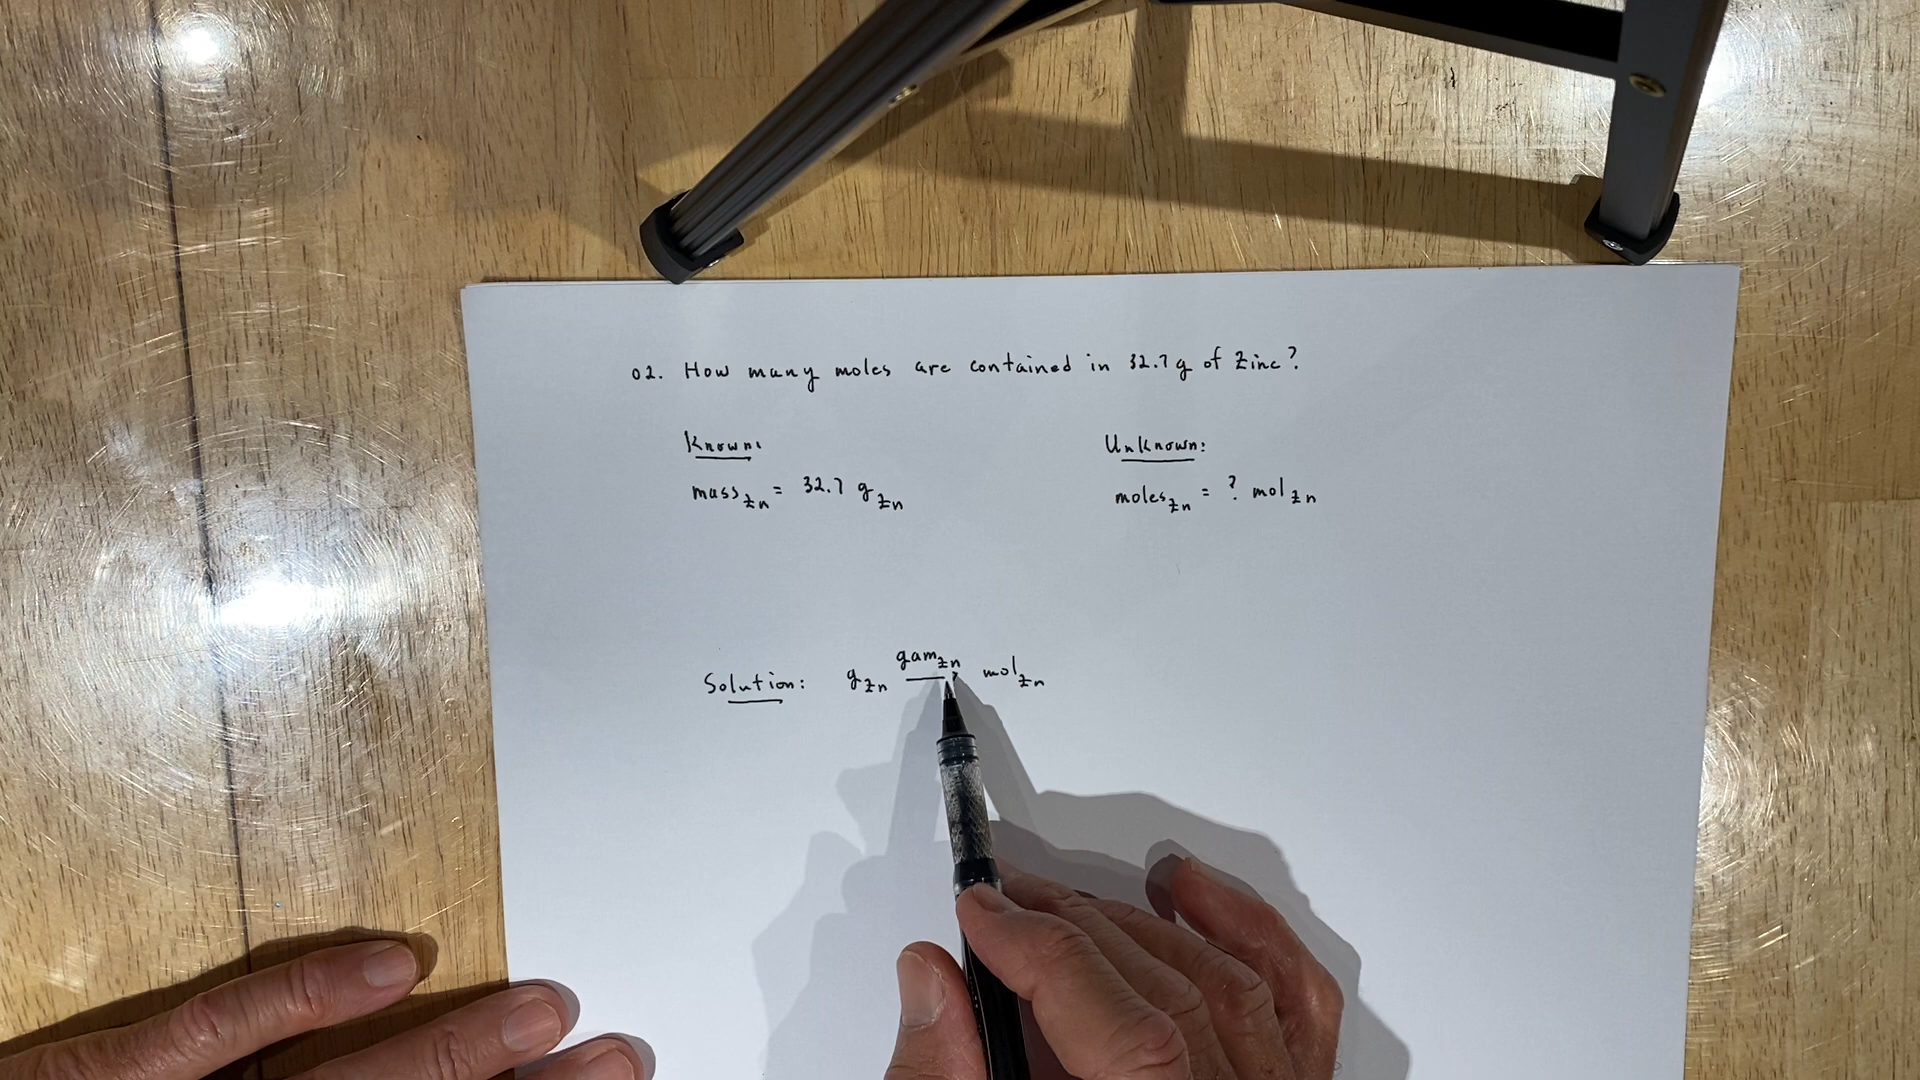 02. How many moles are contained in 32.7 g of Zinc?
Known: Unknown:
mass Zn = 32.7 g Zn moles Zn = ? mol Zn
Solution: g Zn gam Zn → mol Zn